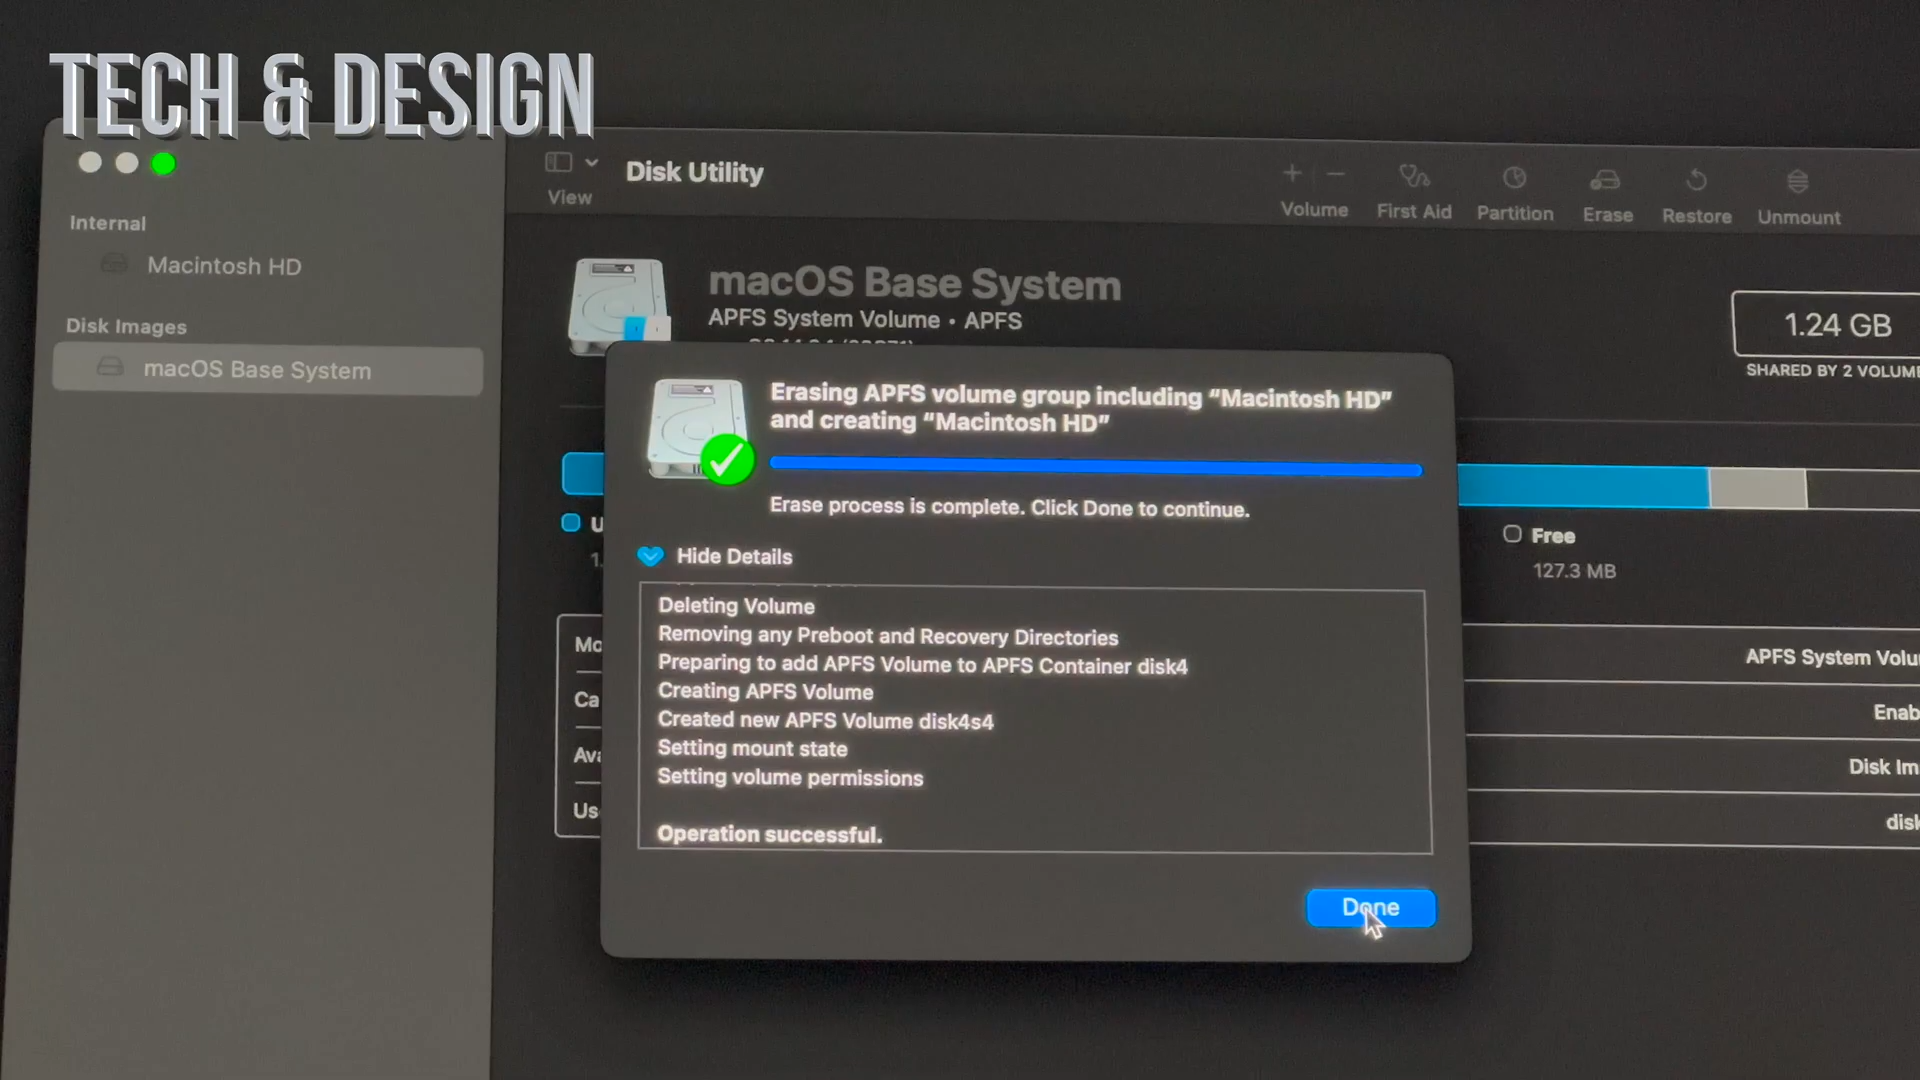 TECH & DESIGN
View
Disk Utility
Volume
First Aid
Partition
Erase
Restore
Unmount
Internal
Macintosh HD
Disk Images
macOS Base System
macOS Base System
APFS System Volume • APFS
1.24 GB
SHARED BY 2 VOLUME
Erasing APFS volume group including “Macintosh HD”
and creating “Macintosh HD”
Erase process is complete. Click Done to continue.
Hide Details
Deleting Volume
Removing any Preboot and Recovery Directories
Preparing to add APFS Volume to APFS Container disk4
Creating APFS Volume
Created new APFS Volume disk4s4
Setting mount state
Setting volume permissions
Operation successful.
Done
Free
127.3 MB
Mo
Ca
Ava
Us
APFS System Volu
Enab
Disk Im
disk